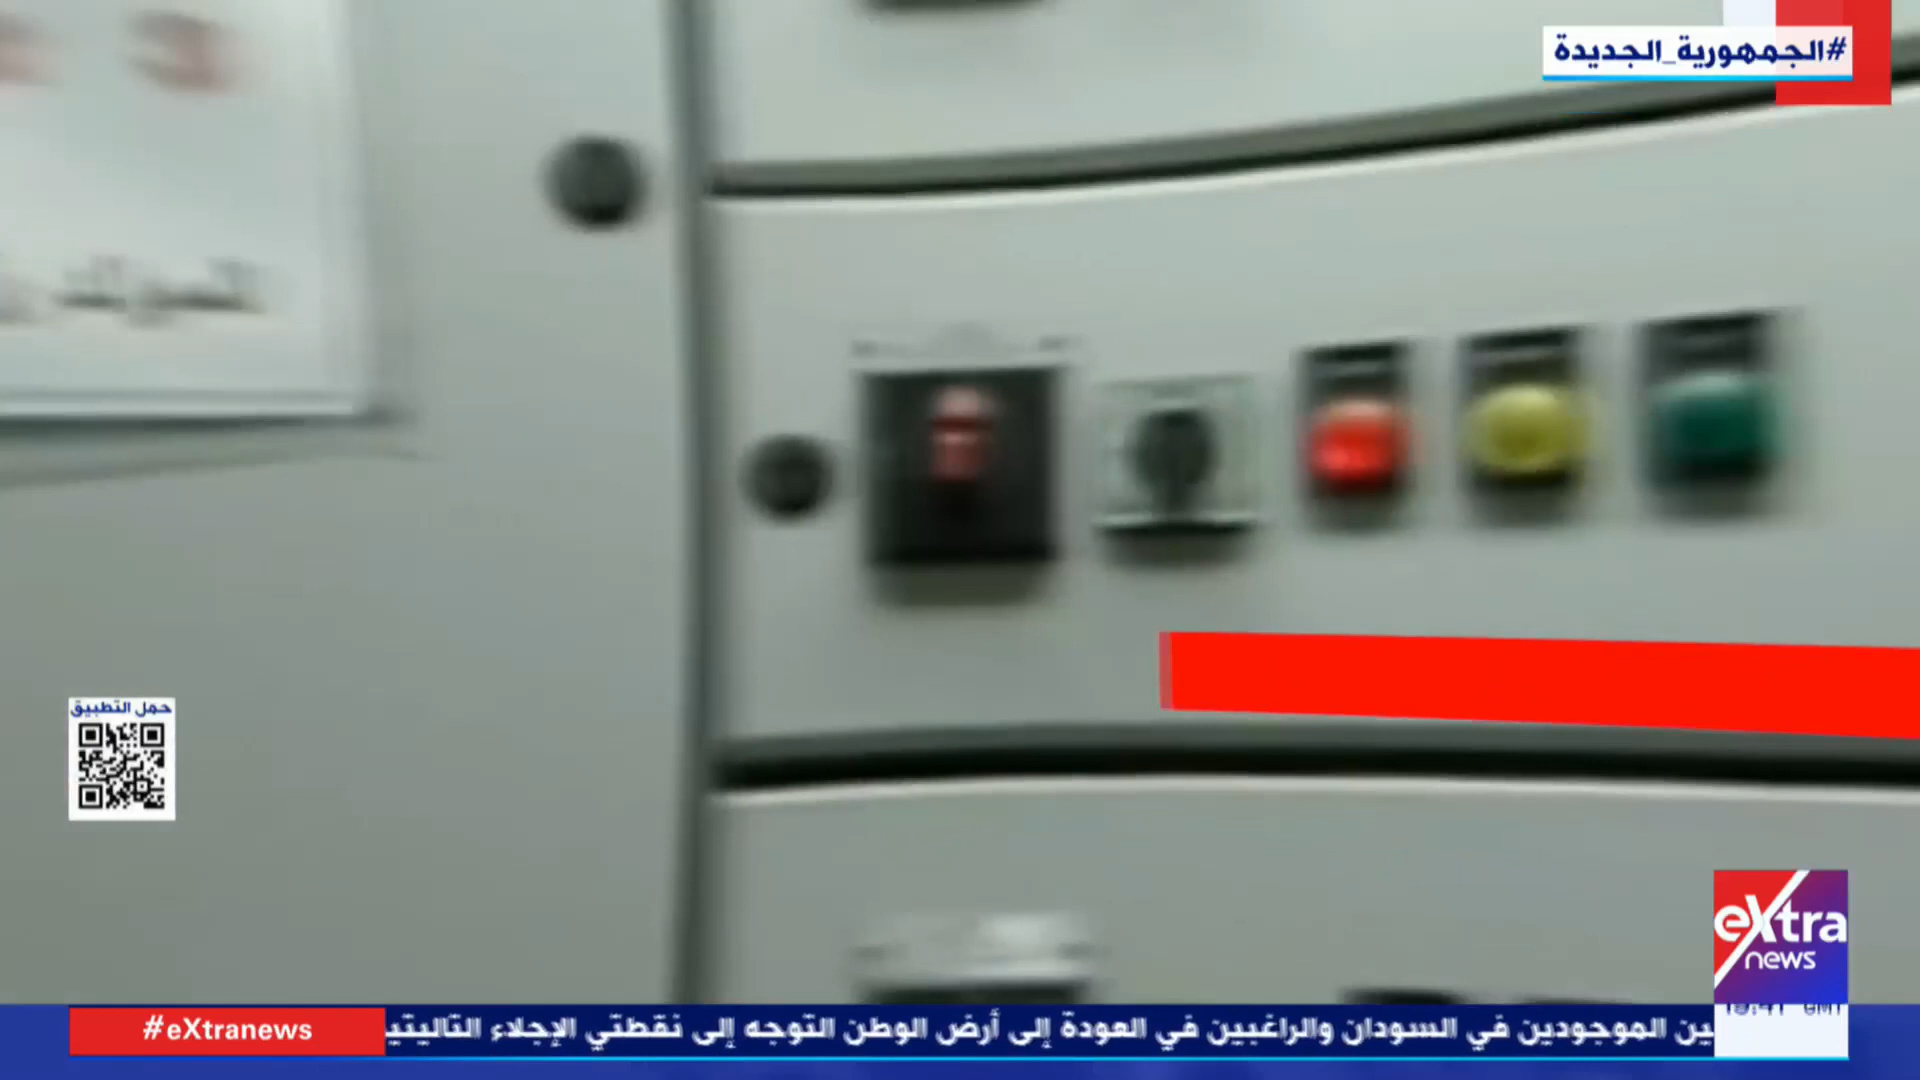 #الجمهورية_الجديدة
حمل التطبيق
eXtra
news
#eXtranews
ين الموجودين في السودان والراغبين في العودة إلى أرض الوطن التوجه إلى نقطتي الإجلاء التاليتي